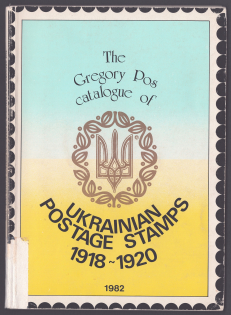 The
Gregory Pos
catalogue of
UKRAINIAN
POSTAGE STAMPS
1918~1920
1982